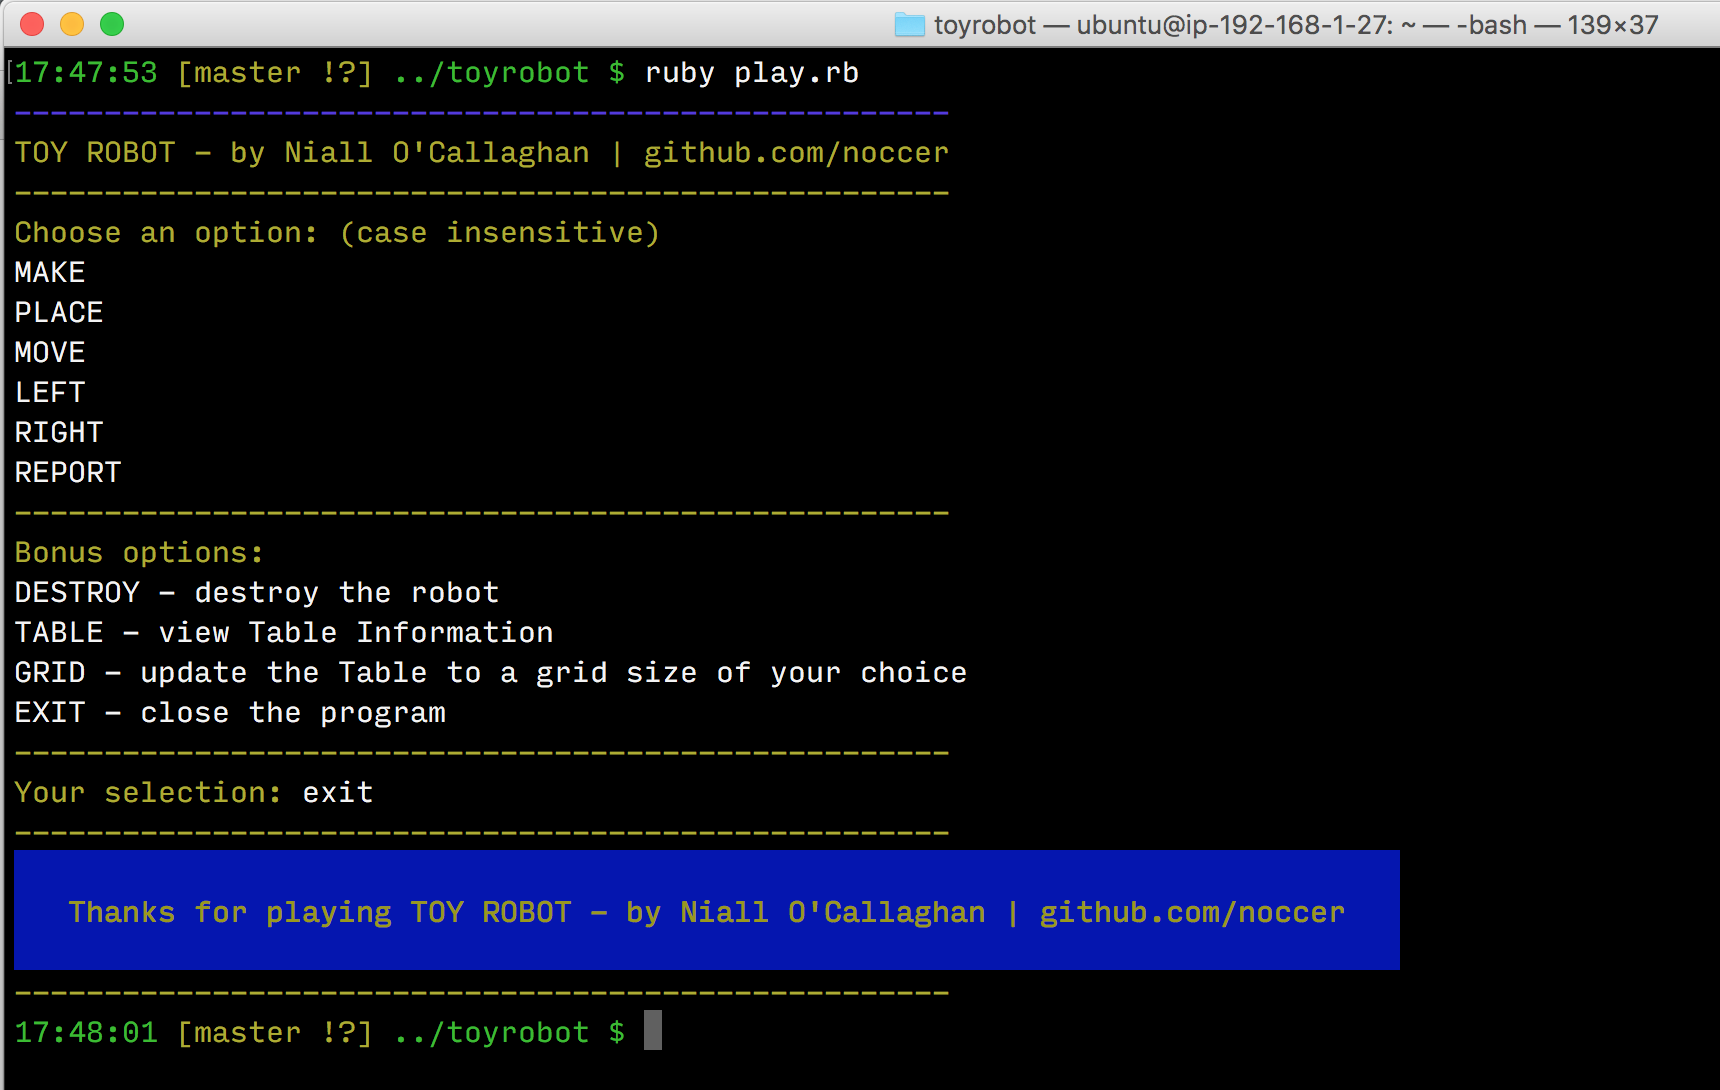 toyrobot — ubuntu@ip-192-168-1-27: ~ — -bash — 139×37
[17:47:53 [master !?] ../toyrobot $ ruby play.rb
----------------------------------------------------
TOY ROBOT - by Niall O'Callaghan | github.com/noccer
----------------------------------------------------
Choose an option: (case insensitive)
MAKE
PLACE
MOVE
LEFT
RIGHT
REPORT
----------------------------------------------------
Bonus options:
DESTROY - destroy the robot
TABLE - view Table Information
GRID - update the Table to a grid size of your choice
EXIT - close the program
----------------------------------------------------
Your selection: exit
----------------------------------------------------
Thanks for playing TOY ROBOT - by Niall O'Callaghan | github.com/noccer
----------------------------------------------------
17:48:01 [master !?] ../toyrobot $